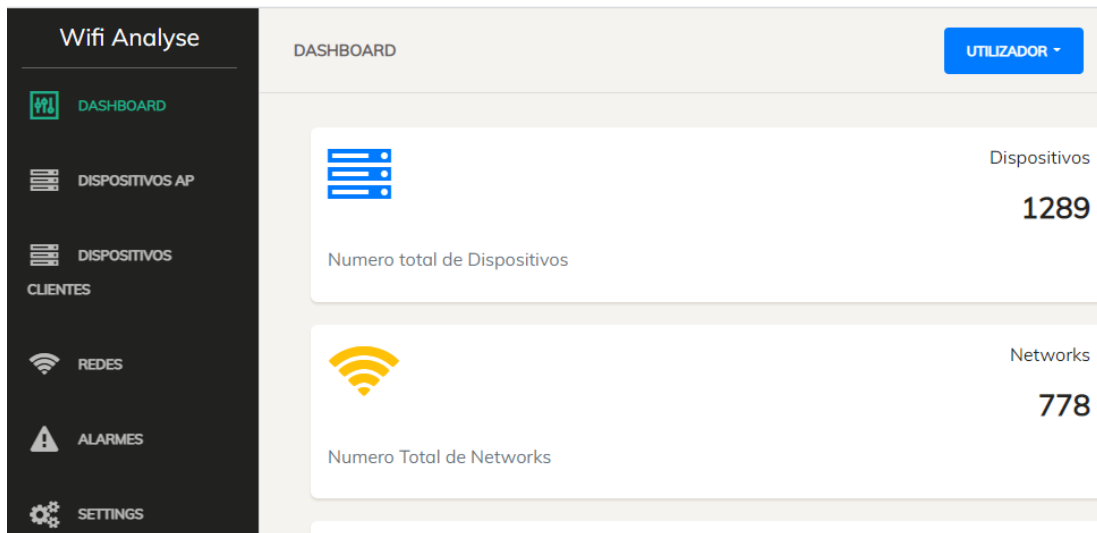 Wifi Analyse
DASHBOARD
DISPOSITIVOS AP
DISPOSITIVOS
CLIENTES
REDES
ALARMES
SETTINGS
DASHBOARD
UTILIZADOR
Dispositivos
1289
Numero total de Dispositivos
Networks
778
Numero Total de Networks